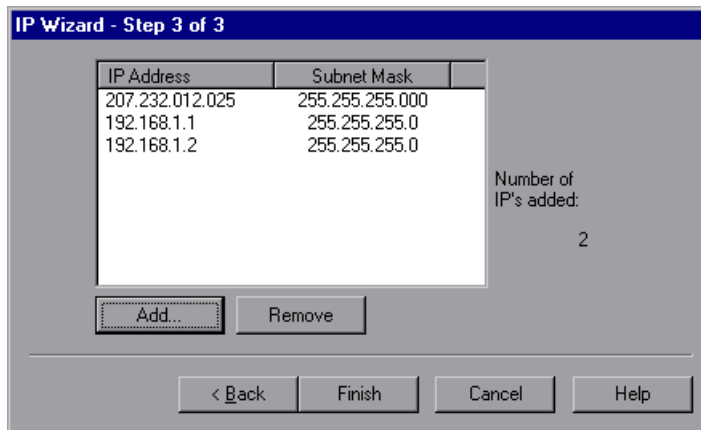 IP Wizard - Step 3 of 3
IP Address Subnet Mask
207.232.012.025 255.255.255.000
192.168.1.1 255.255.255.0
192.168.1.2 255.255.255.0
Number of
IP's added:
2
Add... Remove
< Back Finish Cancel Help